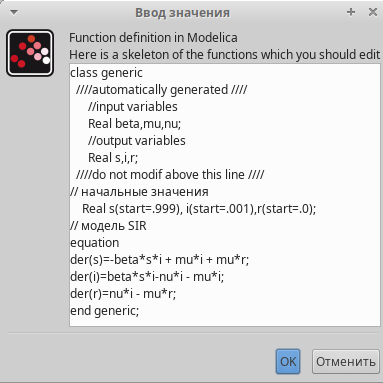 Ввод значения
Function definition in Modelica
Here is a skeleton of the functions which you should edit
class generic
////automatically generated ////
//input variables
Real beta,mu,nu;
//output variables
Real s,i,r;
////do not modif above this line ////
// начальные значения
Real s(start=.999), i(start=.001),r(start=.0);
// модель SIR
equation
der(s)=-beta*s*i + mu*i + mu*r;
der(i)=beta*s*i-nu*i - mu*i;
der(r)=nu*i - mu*r;
end generic;
OK
Отменить